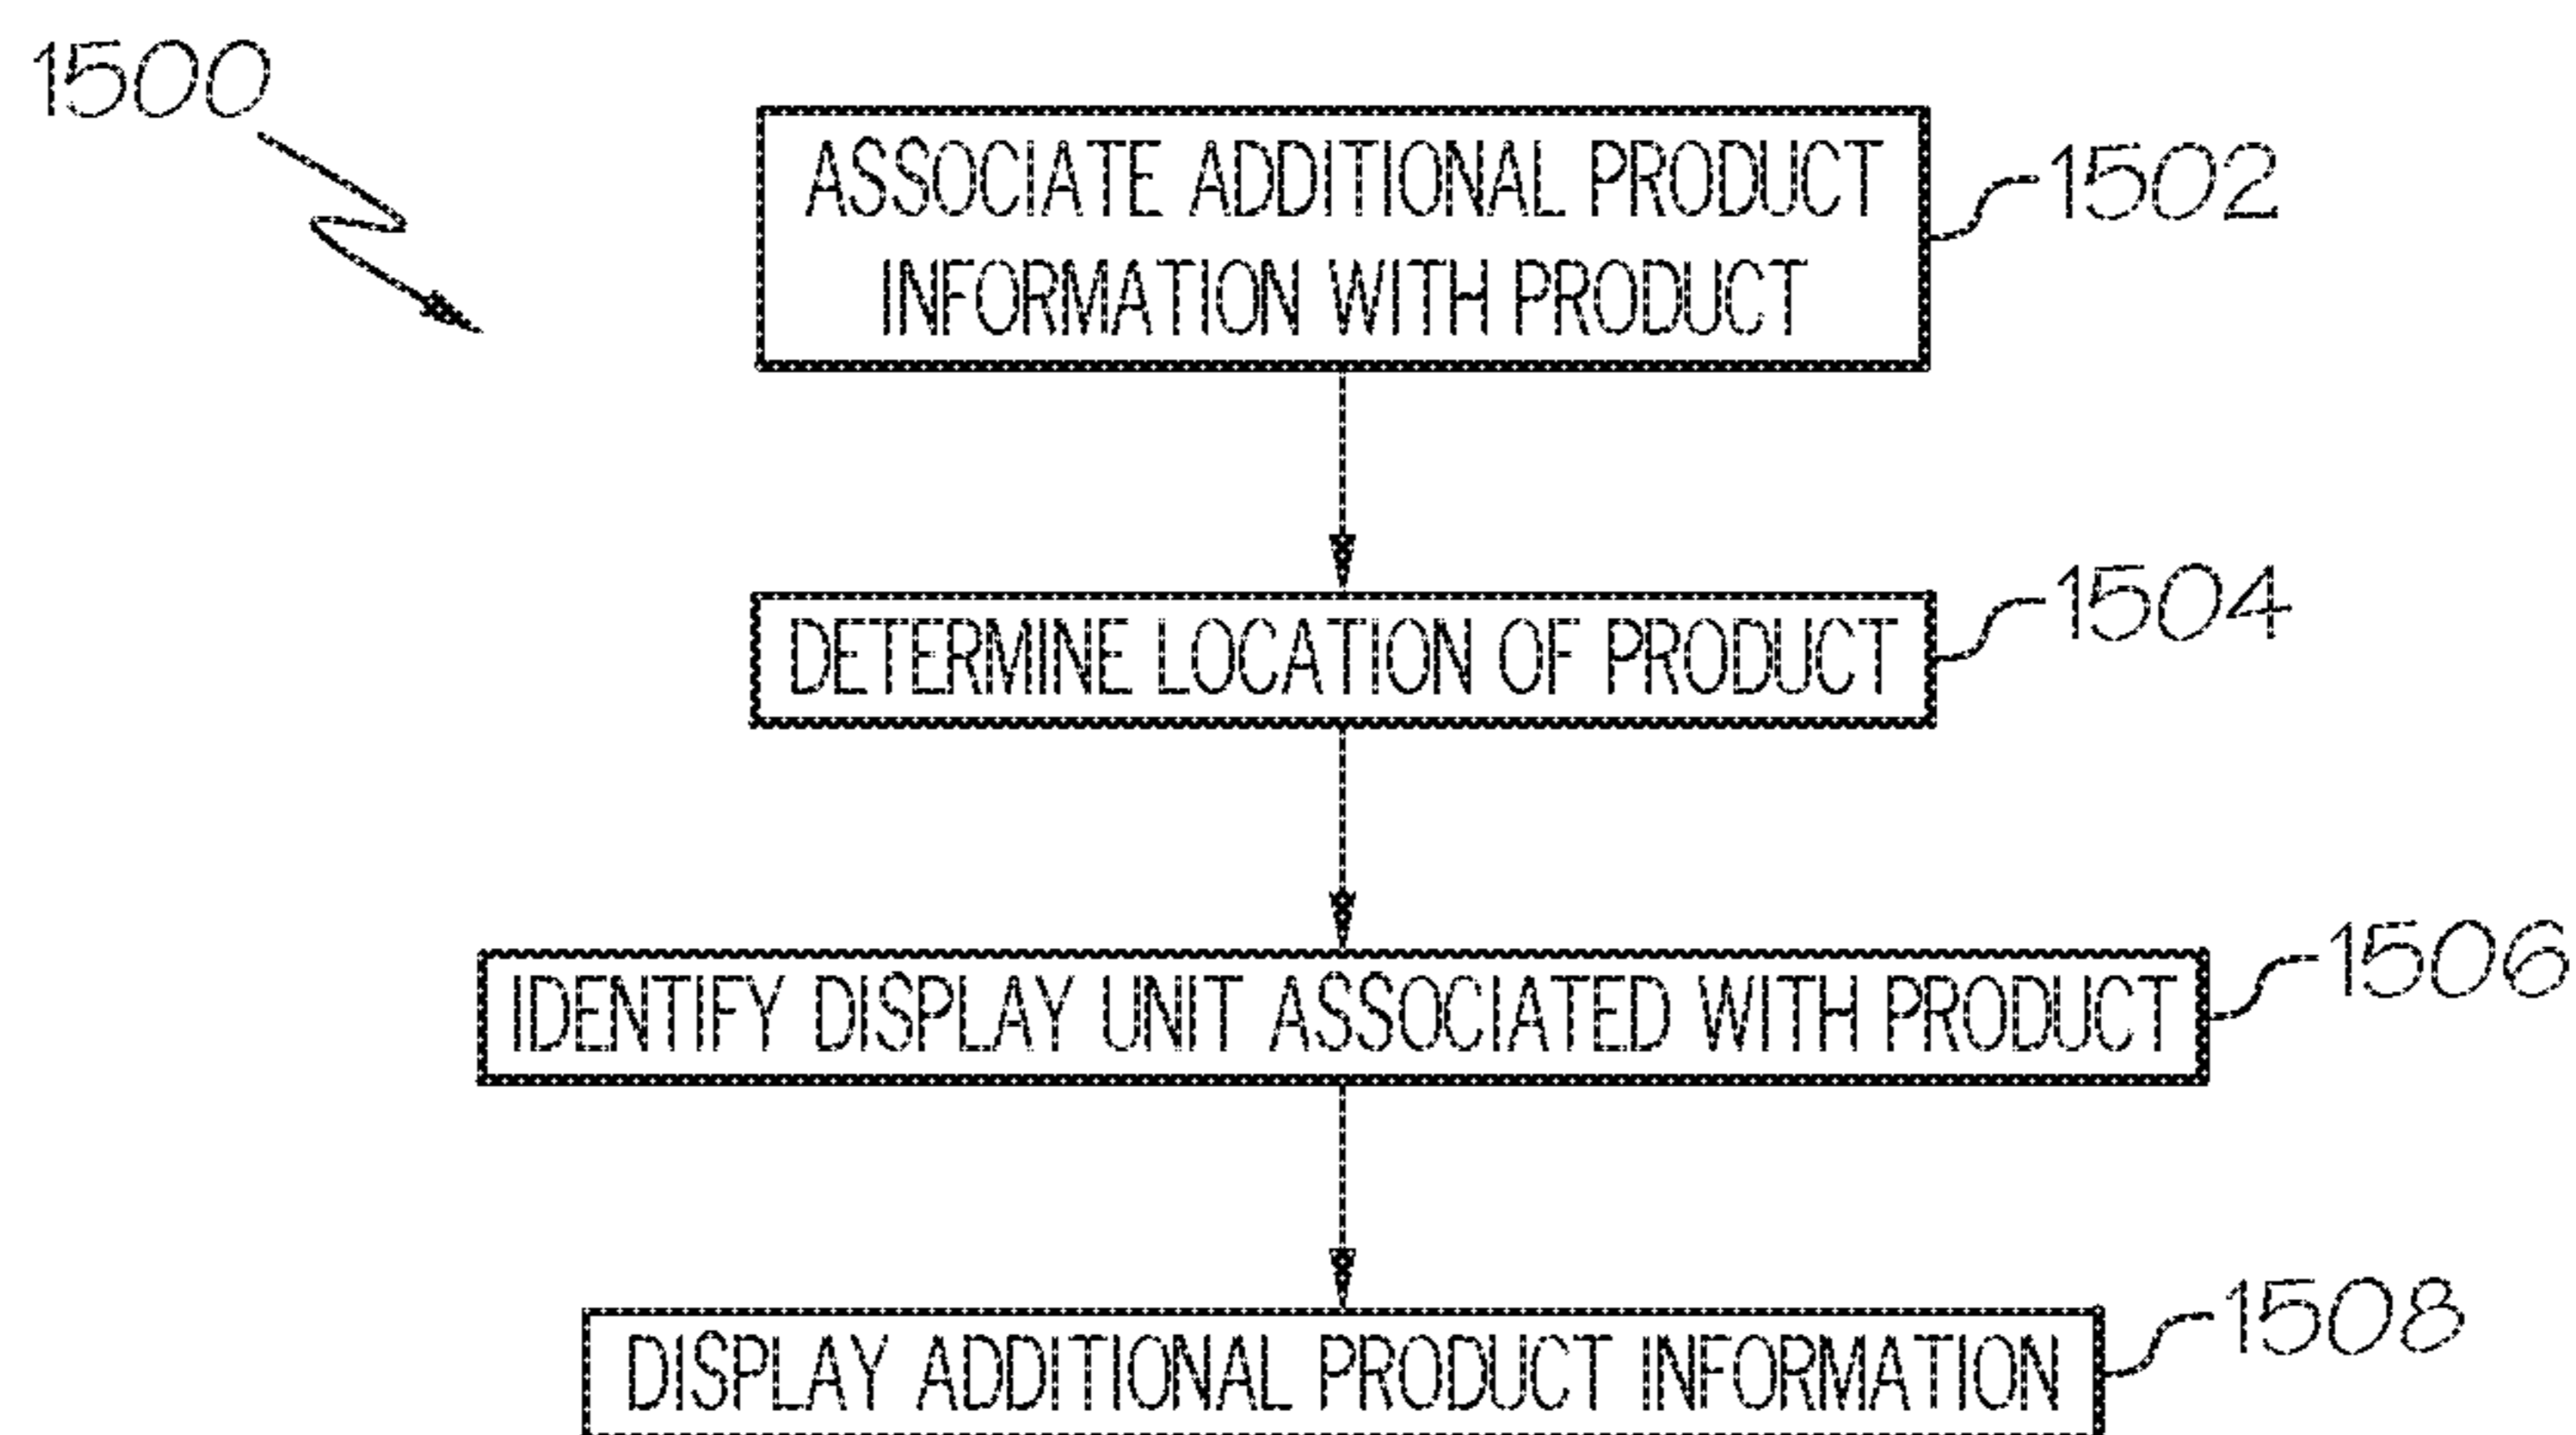 1500
ASSOCIATE ADDITIONAL PRODUCT
INFORMATION WITH PRODUCT
1502
DETERMINE LOCATION OF PRODUCT
1504
IDENTIFY DISPLAY UNIT ASSOCIATED WITH PRODUCT
1506
DISPLAY ADDITIONAL PRODUCT INFORMATION
1508